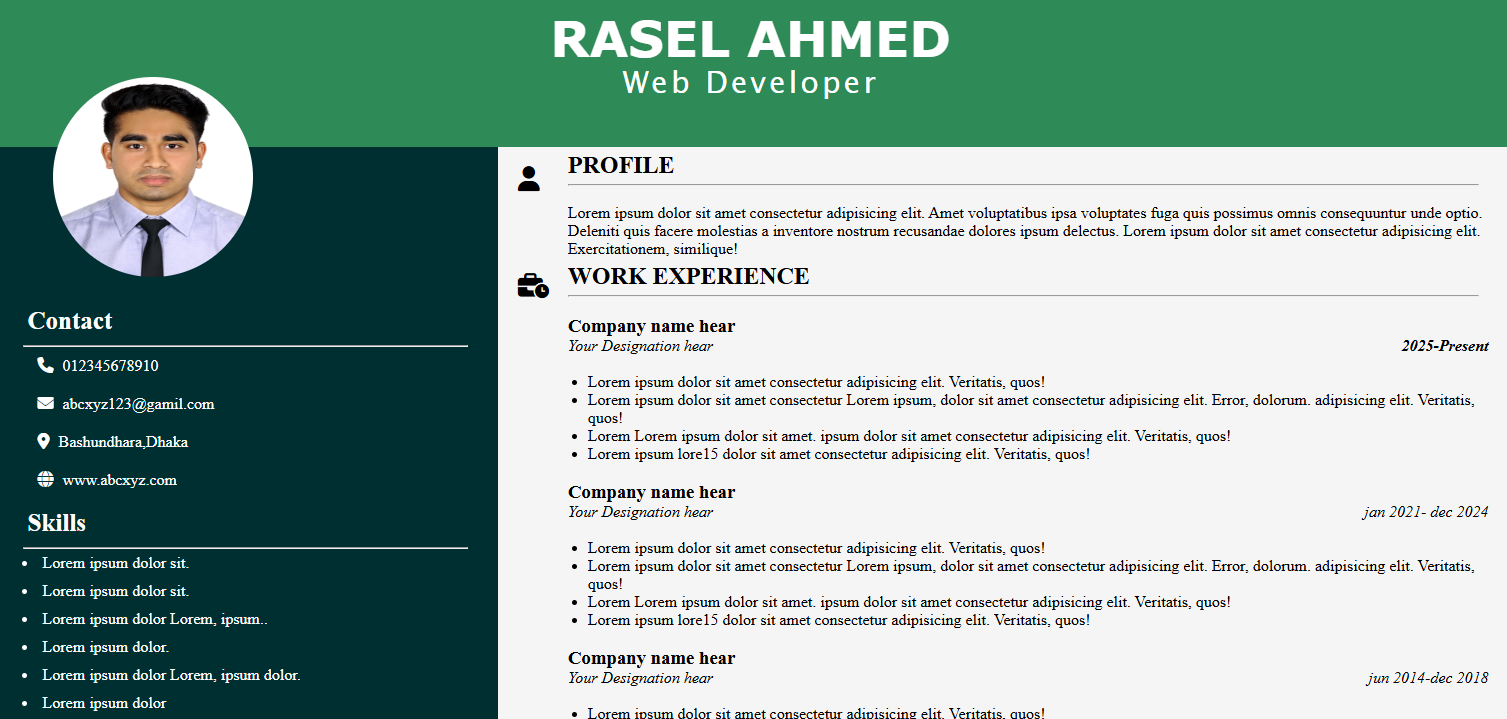 RASEL AHMED
Web Developer
Contact
012345678910
abcxyz123@gamil.com
Bashundhara,Dhaka
www.abcxyz.com
Skills
Lorem ipsum dolor sit.
Lorem ipsum dolor sit.
Lorem ipsum dolor Lorem, ipsum..
Lorem ipsum dolor.
Lorem ipsum dolor Lorem, ipsum dolor.
Lorem ipsum dolor
PROFILE
Lorem ipsum dolor sit amet consectetur adipisicing elit. Amet voluptatibus ipsa voluptates fuga quis possimus omnis consequuntur unde optio.
Deleniti quis facere molestias a inventore nostrum recusandae dolores ipsum delectus. Lorem ipsum dolor sit amet consectetur adipisicing elit.
Exercitationem, similique!
WORK EXPERIENCE
Company name hear
Your Designation hear 2025-Present
Lorem ipsum dolor sit amet consectetur adipisicing elit. Veritatis, quos!
Lorem ipsum dolor sit amet consectetur Lorem ipsum, dolor sit amet consectetur adipisicing elit. Error, dolorum. adipisicing elit. Veritatis,
quos!
Lorem Lorem ipsum dolor sit amet. ipsum dolor sit amet consectetur adipisicing elit. Veritatis, quos!
Lorem ipsum lore15 dolor sit amet consectetur adipisicing elit. Veritatis, quos!
Company name hear
Your Designation hear jan 2021- dec 2024
Lorem ipsum dolor sit amet consectetur adipisicing elit. Veritatis, quos!
Lorem ipsum dolor sit amet consectetur Lorem ipsum, dolor sit amet consectetur adipisicing elit. Error, dolorum. adipisicing elit. Veritatis,
quos!
Lorem Lorem ipsum dolor sit amet. ipsum dolor sit amet consectetur adipisicing elit. Veritatis, quos!
Lorem ipsum lore15 dolor sit amet consectetur adipisicing elit. Veritatis, quos!
Company name hear
Your Designation hear jun 2014-dec 2018
Lorem ipsum dolor sit amet consectetur adipisicing elit. Veritatis, quos!